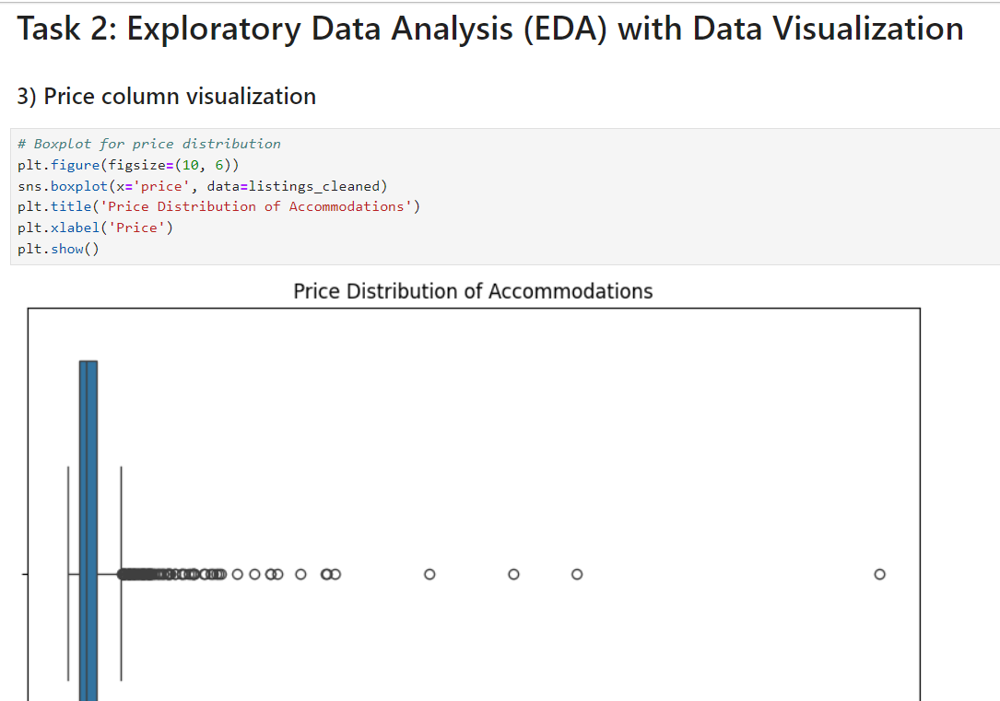 Task 2: Exploratory Data Analysis (EDA) with Data Visualization
3) Price column visualization
# Boxplot for price distribution
plt.figure(figsize=(10, 6))
sns.boxplot(x='price', data=listings_cleaned)
plt.title('Price Distribution of Accommodations')
plt.xlabel('Price')
plt.show()
Price Distribution of Accommodations